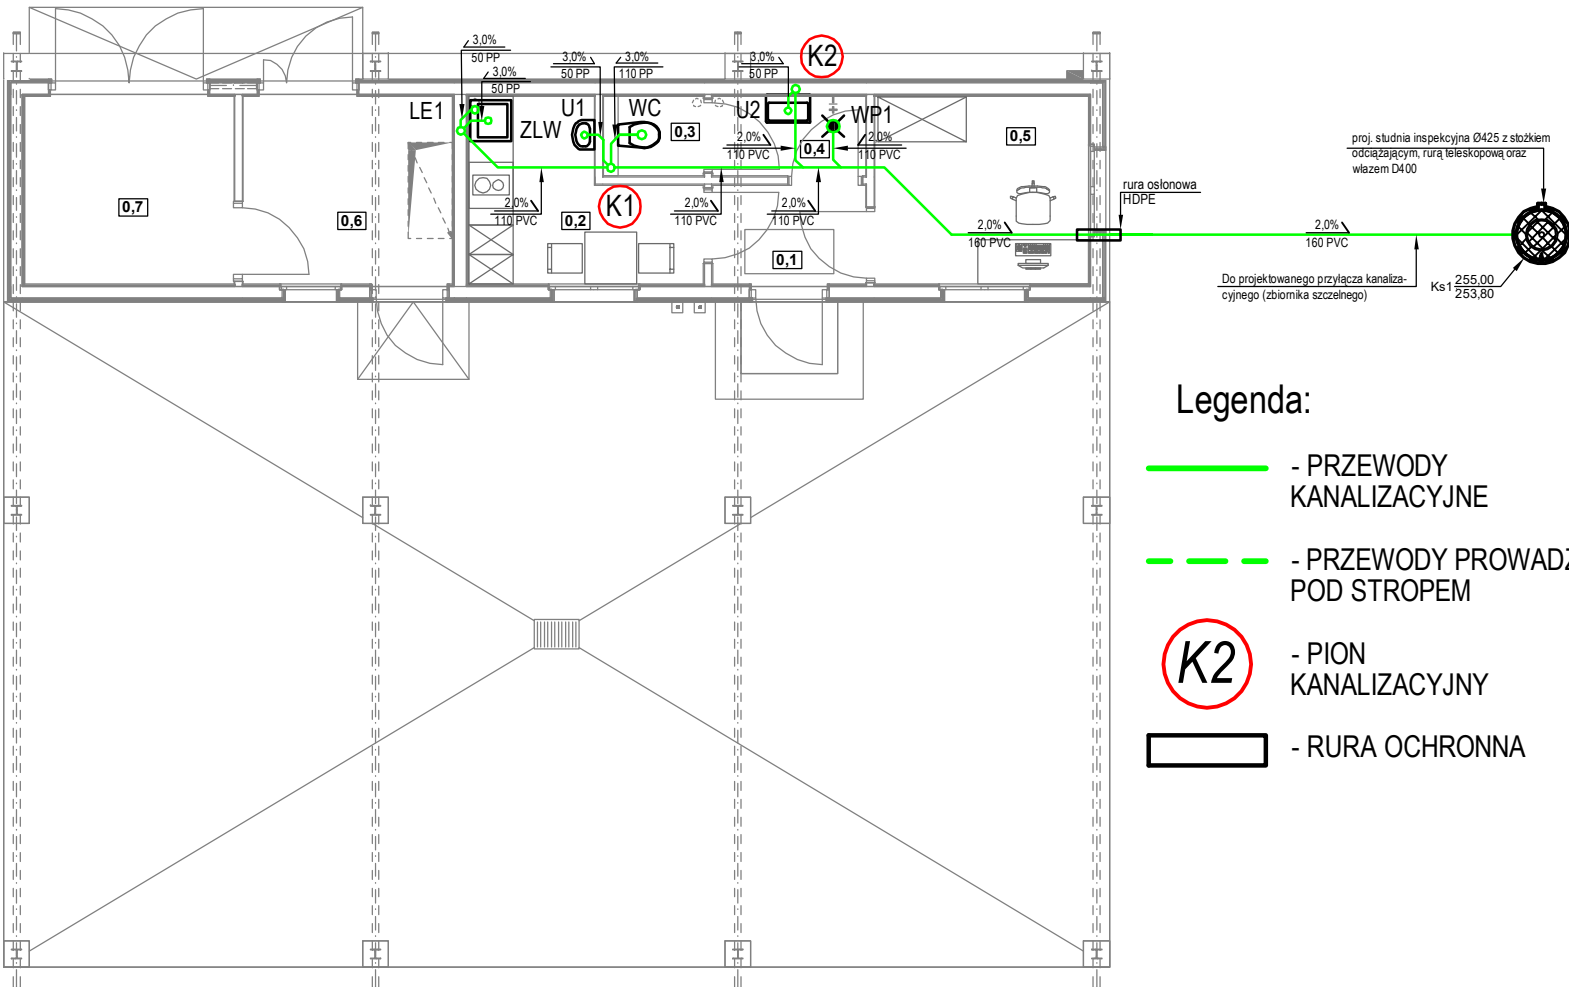 3,0%
50 PP
3,0%
50 PP
3,0%
50 PP
3,0%
110 PP
3,0%
50 PP
K2
LE1
ZLW
U1
WC
U2
WP1
0,3
0,4
0,5
2,0%
110 PVC
2,0%
110 PVC
proj. studnia inspekcyjna Ø425 z stożkiem
odciążającym, rurą teleskopową oraz
włazem D400
rura osłonowa
HDPE
0,7
0,6
0,2
0,1
K1
2,0%
110 PVC
2,0%
110 PVC
2,0%
110 PVC
2,0%
160 PVC
2,0%
160 PVC
Do projektowanego przyłącza kanaliza-
cyjnego (zbiornika szczelnego)
Ks1
255,00
253,80
Legenda:
- PRZEWODY
KANALIZACYJNE
- PRZEWODY PROWADZ
POD STROPEM
K2
- PION
KANALIZACYJNY
- RURA OCHRONNA